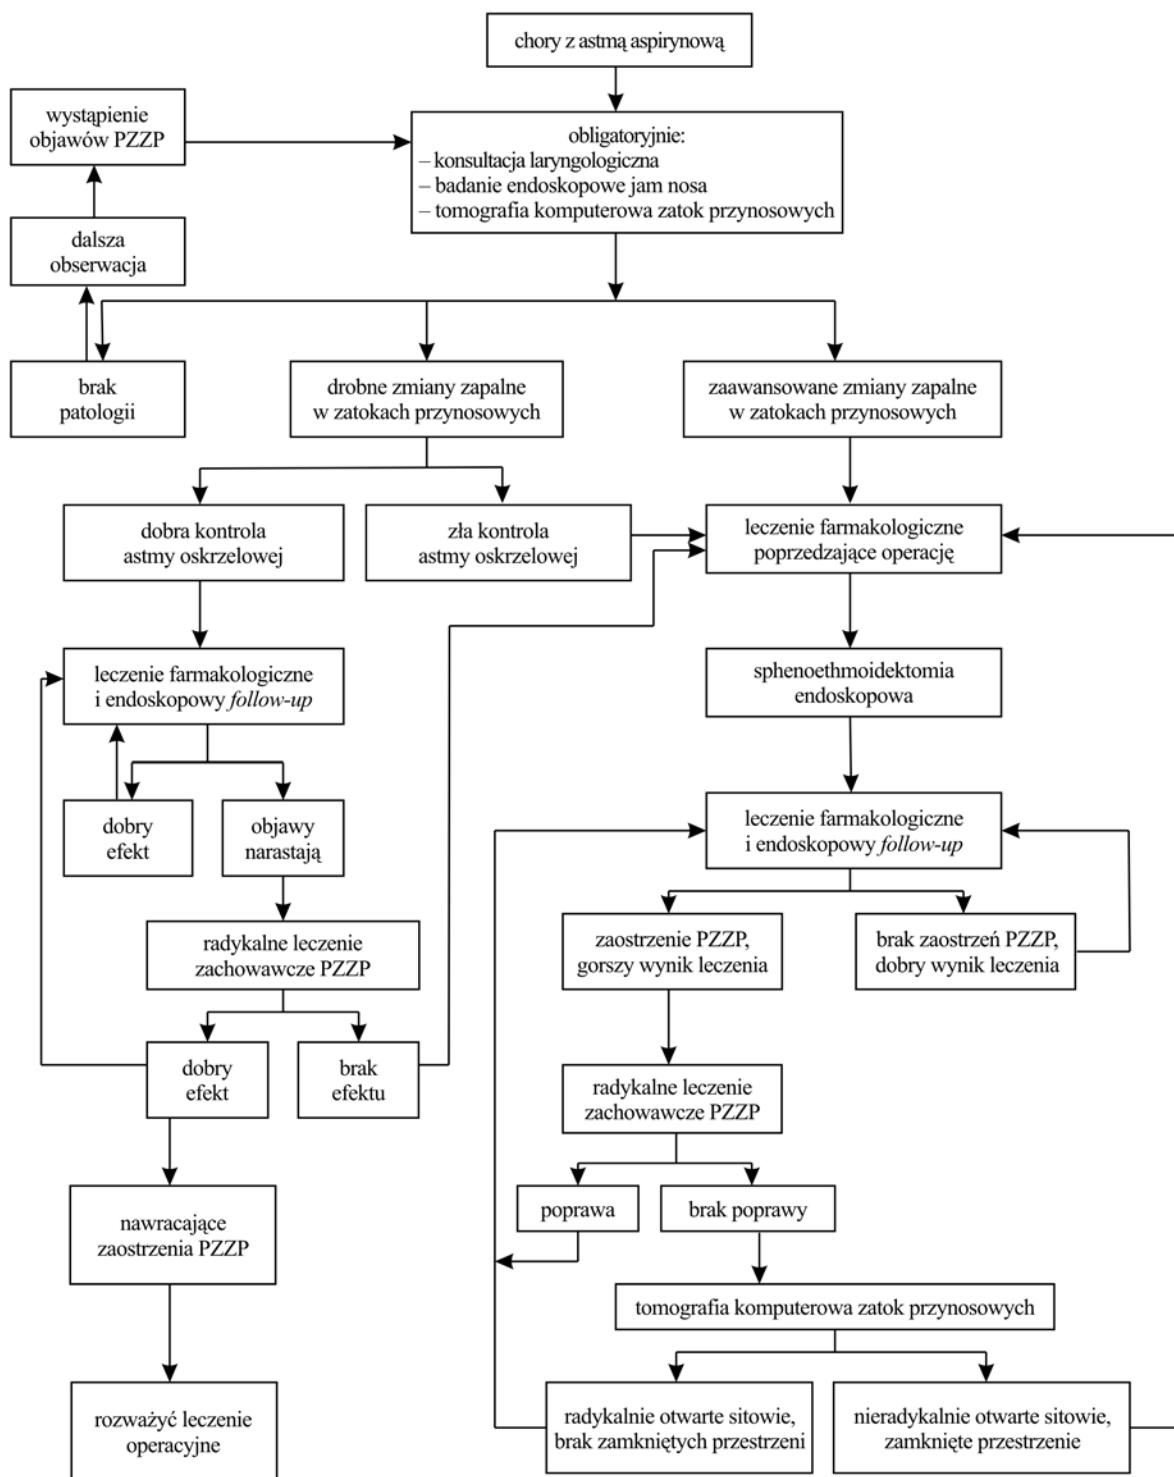 chory z astmą aspirynową
wystąpienie
objawów PZZP
obligatoryjnie:
– konsultacja laryngologiczna
– badanie endoskopowe jam nosa
– tomografia komputerowa zatok przynosowych
dalsza
obserwacja
brak
patologii
drobne zmiany zapalne
w zatokach przynosowych
zaawansowane zmiany zapalne
w zatokach przynosowych
dobra kontrola
astmy oskrzelowej
zła kontrola
astmy oskrzelowej
leczenie farmakologiczne
poprzedzające operację
leczenie farmakologiczne
i endoskopowy follow-up
sphenoethmoidektomia
endoskopowa
dobry
efekt
objawy
narastają
leczenie farmakologiczne
i endoskopowy follow-up
radykalne leczenie
zachowawcze PZZP
zaostrzenie PZZP,
gorszy wynik leczenia
brak zaostrzeń PZZP,
dobry wynik leczenia
dobry
efekt
brak
efektu
radykalne leczenie
zachowawcze PZZP
nawracające
zaostrzenia PZZP
poprawa
brak poprawy
tomografia komputerowa zatok przynosowych
rozważyć leczenie
operacyjne
radykalnie otwarte sitowie,
brak zamkniętych przestrzeni
nieradykalnie otwarte sitowie,
zamknięte przestrzenie